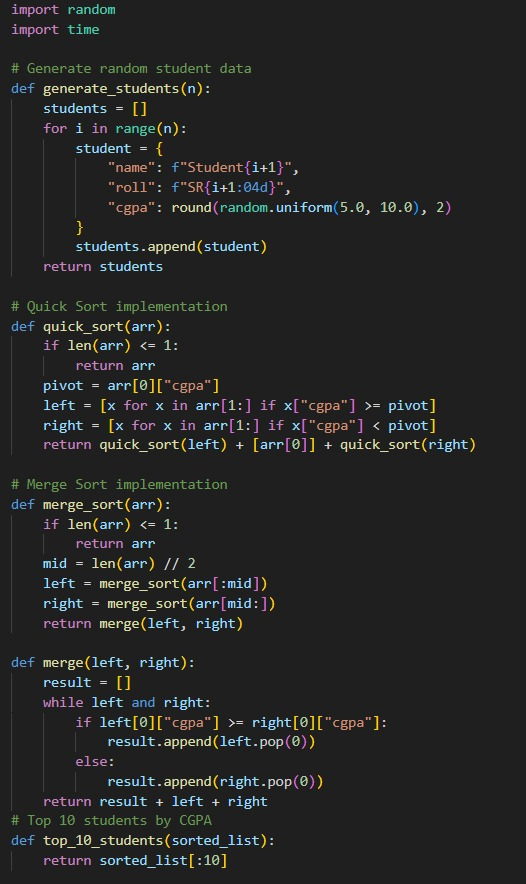 import random
import time

# Generate random student data
def generate_students(n):
    students = []
    for i in range(n):
        student = {
            "name": f"Student{i+1}",
            "roll": f"SR{i+1:04d}",
            "cgpa": round(random.uniform(5.0, 10.0), 2)
        }
        students.append(student)
    return students

# Quick Sort implementation
def quick_sort(arr):
    if len(arr) <= 1:
        return arr
    pivot = arr[0]["cgpa"]
    left = [x for x in arr[1:] if x["cgpa"] >= pivot]
    right = [x for x in arr[1:] if x["cgpa"] < pivot]
    return quick_sort(left) + [arr[0]] + quick_sort(right)

# Merge Sort implementation
def merge_sort(arr):
    if len(arr) <= 1:
        return arr
    mid = len(arr) // 2
    left = merge_sort(arr[:mid])
    right = merge_sort(arr[mid:])
    return merge(left, right)

def merge(left, right):
    result = []
    while left and right:
        if left[0]["cgpa"] >= right[0]["cgpa"]:
            result.append(left.pop(0))
        else:
            result.append(right.pop(0))
    return result + left + right
# Top 10 students by CGPA
def top_10_students(sorted_list):
    return sorted_list[:10]